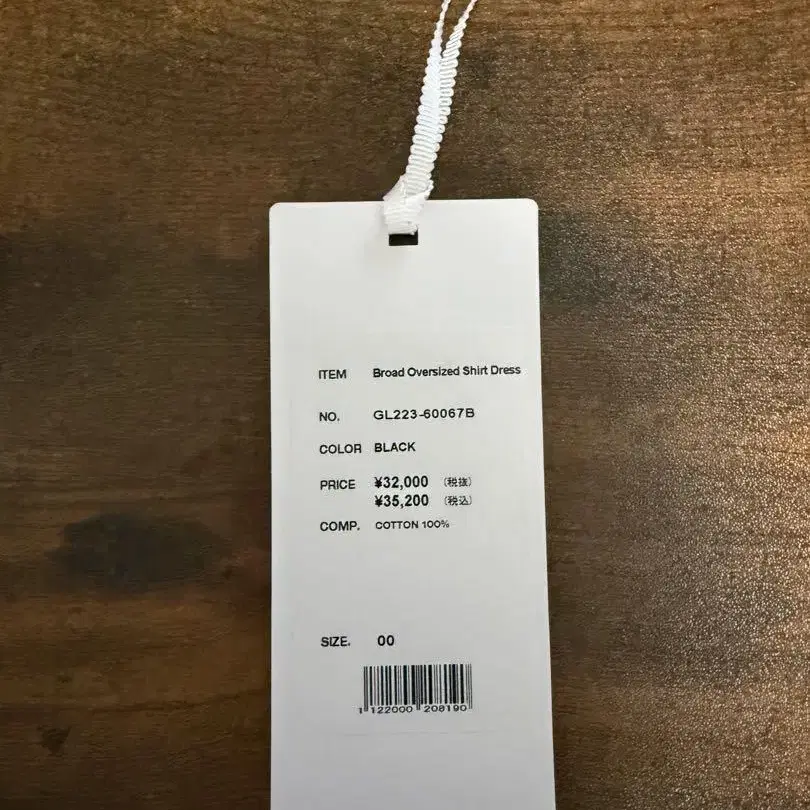 ITEM Broad Oversized Shirt Dress
NO. GL223-60067B
COLOR BLACK
PRICE ¥32,000 (税抜)
¥35,200 (税込)
COMP. COTTON 100%
SIZE. 00
1 122000 208190